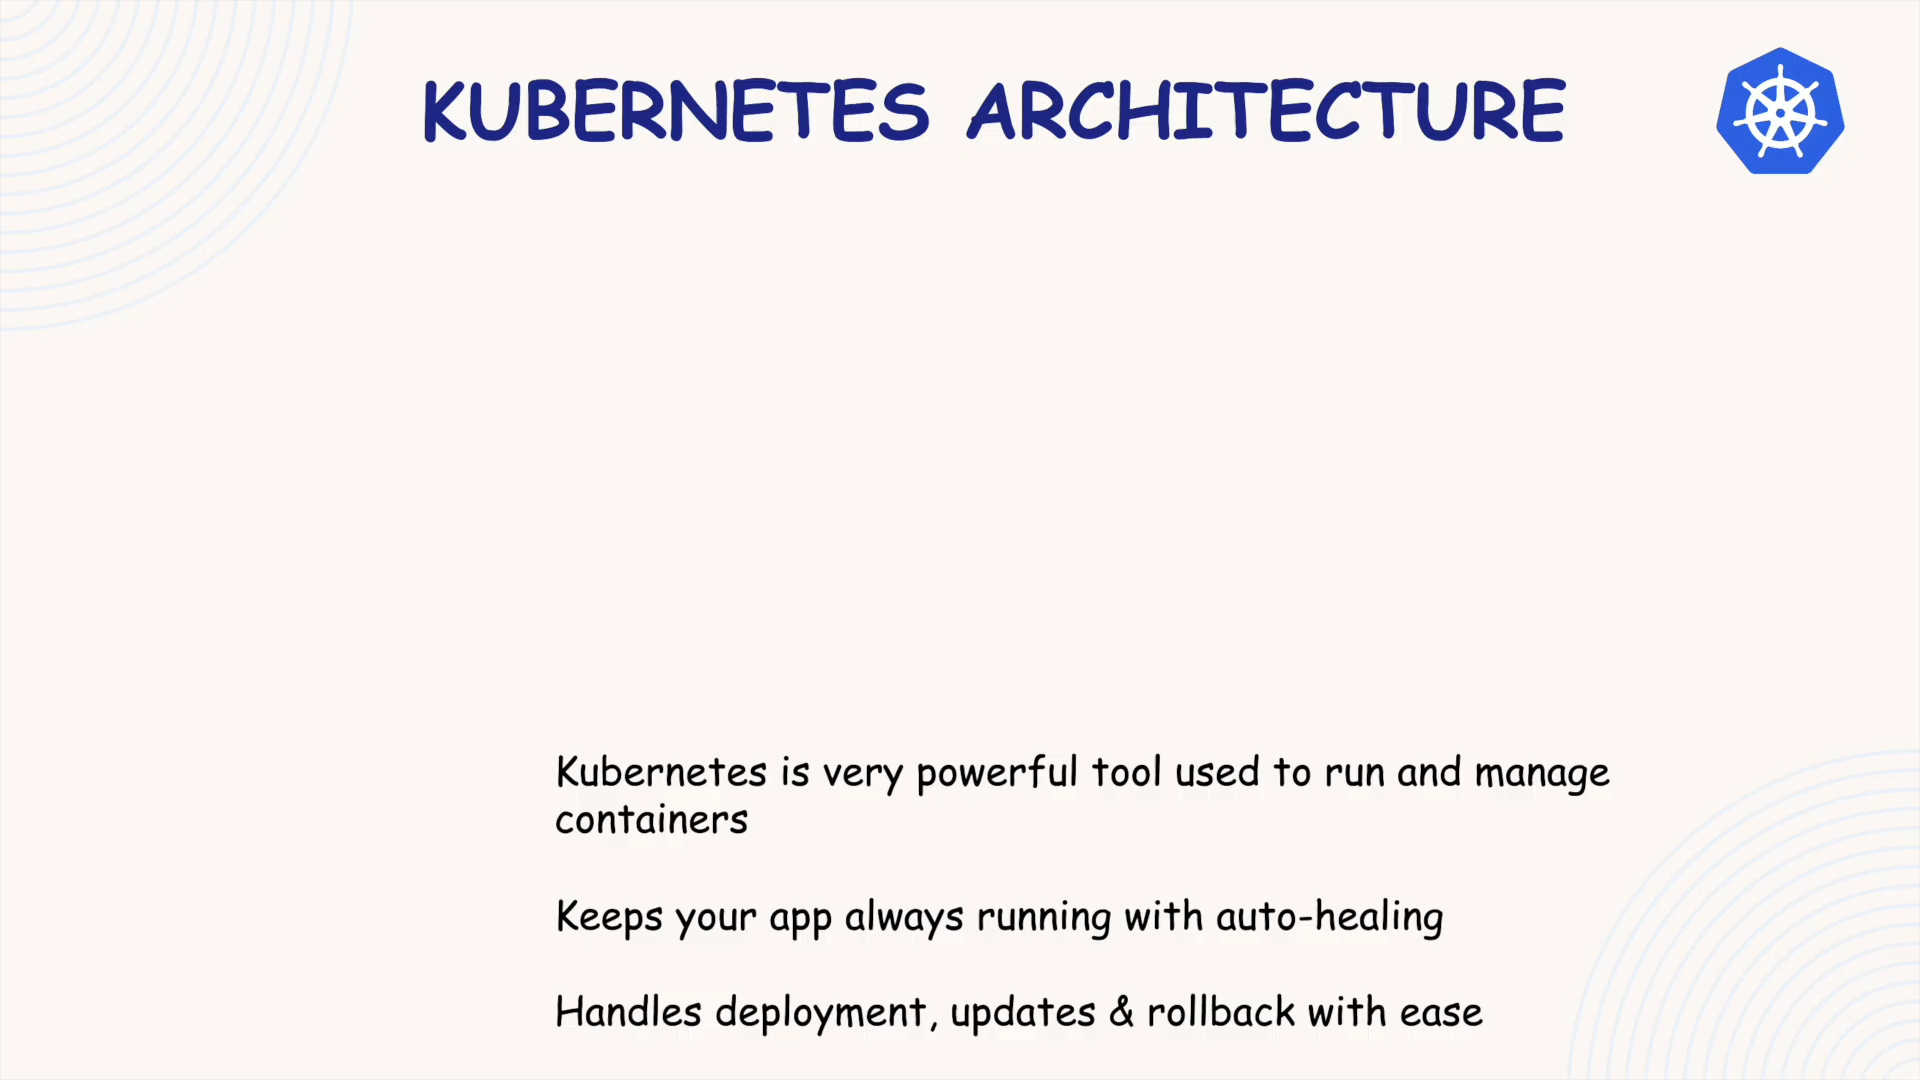 KUBERNETES ARCHITECTURE
Kubernetes is very powerful tool used to run and manage
containers
Keeps your app always running with auto-healing
Handles deployment, updates & rollback with ease